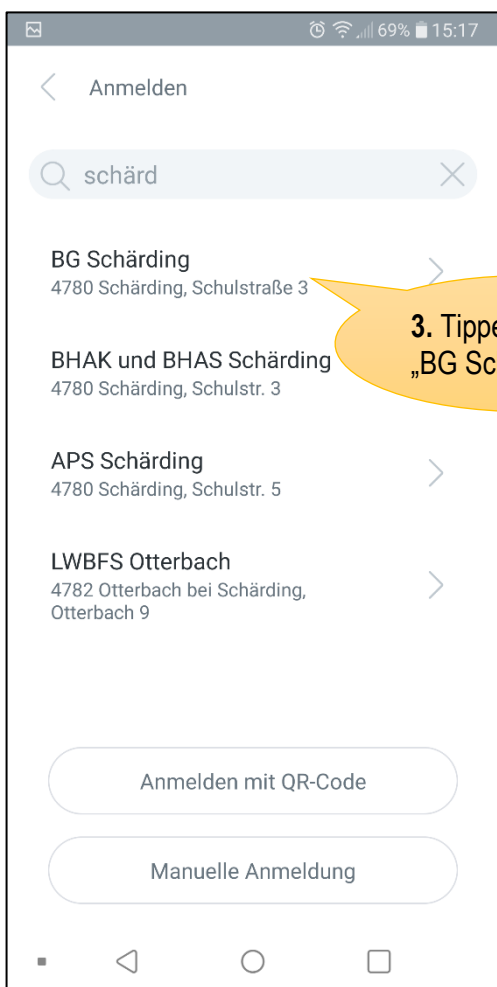 69% 15:17
Anmelden
schärd
BG Schärding
4780 Schärding, Schulstraße 3
3. Tippe
„BG Sc
BHAK und BHAS Schärding
4780 Schärding, Schulstr. 3
APS Schärding
4780 Schärding, Schulstr. 5
LWBFS Otterbach
4782 Otterbach bei Schärding,
Otterbach 9
Anmelden mit QR-Code
Manuelle Anmeldung